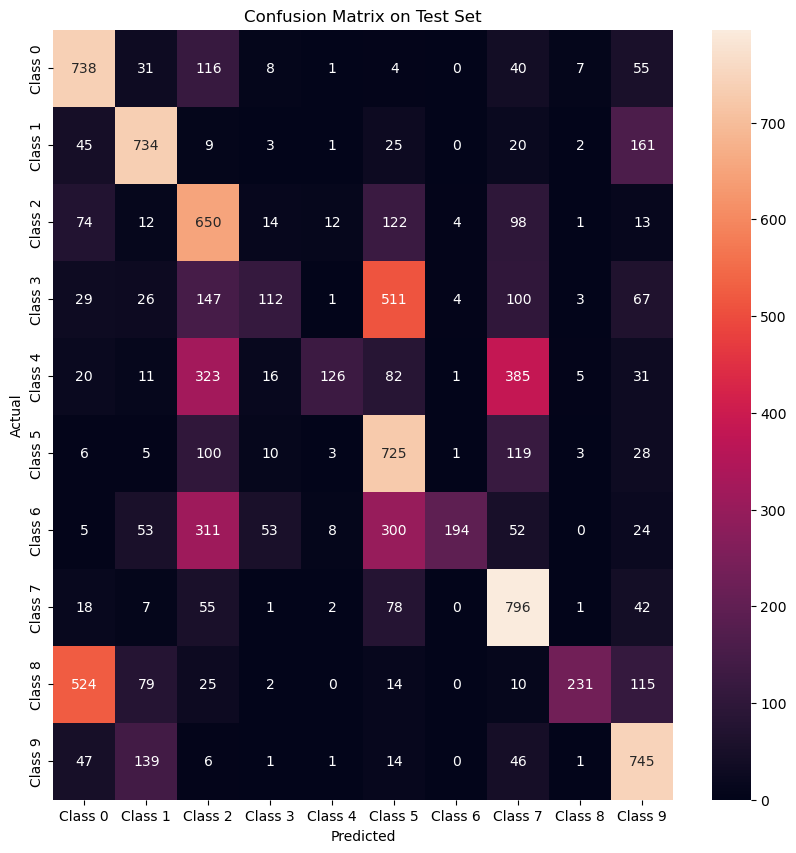 Confusion Matrix on Test Set
Class 0 738 31 116 8 1 4 0 40 7 55
Class 1 45 734 9 3 1 25 0 20 2 161
Class 2 74 12 650 14 12 122 4 98 1 13
Class 3 29 26 147 112 1 511 4 100 3 67
Class 4 20 11 323 16 126 82 1 385 5 31
Class 5 6 5 100 10 3 725 1 119 3 28
Class 6 5 53 311 53 8 300 194 52 0 24
Class 7 18 7 55 1 2 78 0 796 1 42
Class 8 524 79 25 2 0 14 0 10 231 115
Class 9 47 139 6 1 1 14 0 46 1 745
Class 0 Class 1 Class 2 Class 3 Class 4 Class 5 Class 6 Class 7 Class 8 Class 9
Predicted
Actual
700
600
500
400
300
200
100
0